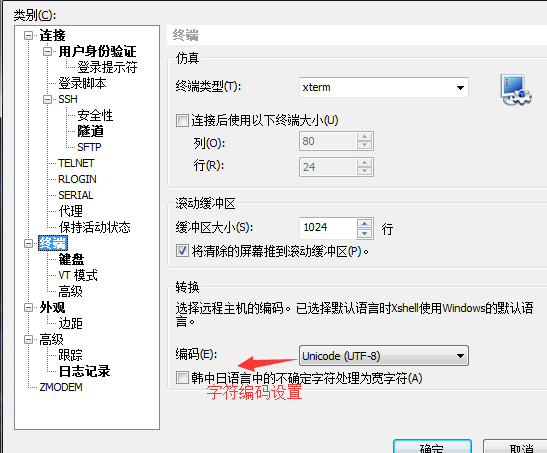 类别(C):
连接
用户身份验证
登录提示符
登录脚本
SSH
安全性
隧道
SFTP
TELNET
RLOGIN
SERIAL
代理
保持活动状态
终端
键盘
VT 模式
高级
外观
边距
高级
跟踪
日志记录
ZMODEM
终端
仿真
终端类型(T): xterm
连接后使用以下终端大小(U)
列(O): 80
行(R): 24
滚动缓冲区
缓冲区大小(S): 1024 行
将清除的屏幕推到滚动缓冲区(P)。
转换
选择远程主机的编码。已选择默认语言时Xshell使用Windows的默认语
言。
编码(E): Unicode (UTF-8)
韩中日语言中的不确定字符处理为宽字符(A)
字符编码设置
确定 取消